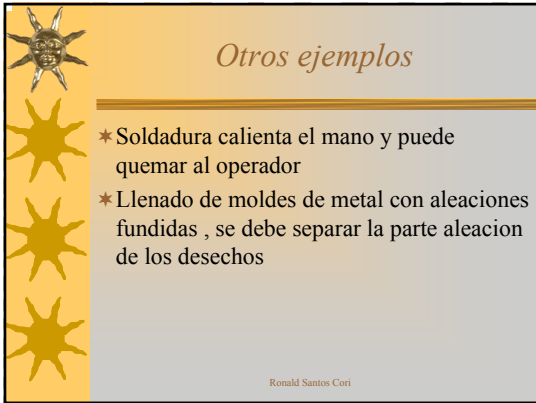 Otros ejemplos
Soldadura calienta el mano y puede
quemar al operador
Llenado de moldes de metal con aleaciones
fundidas , se debe separar la parte aleacion
de los desechos
Ronald Santos Cori